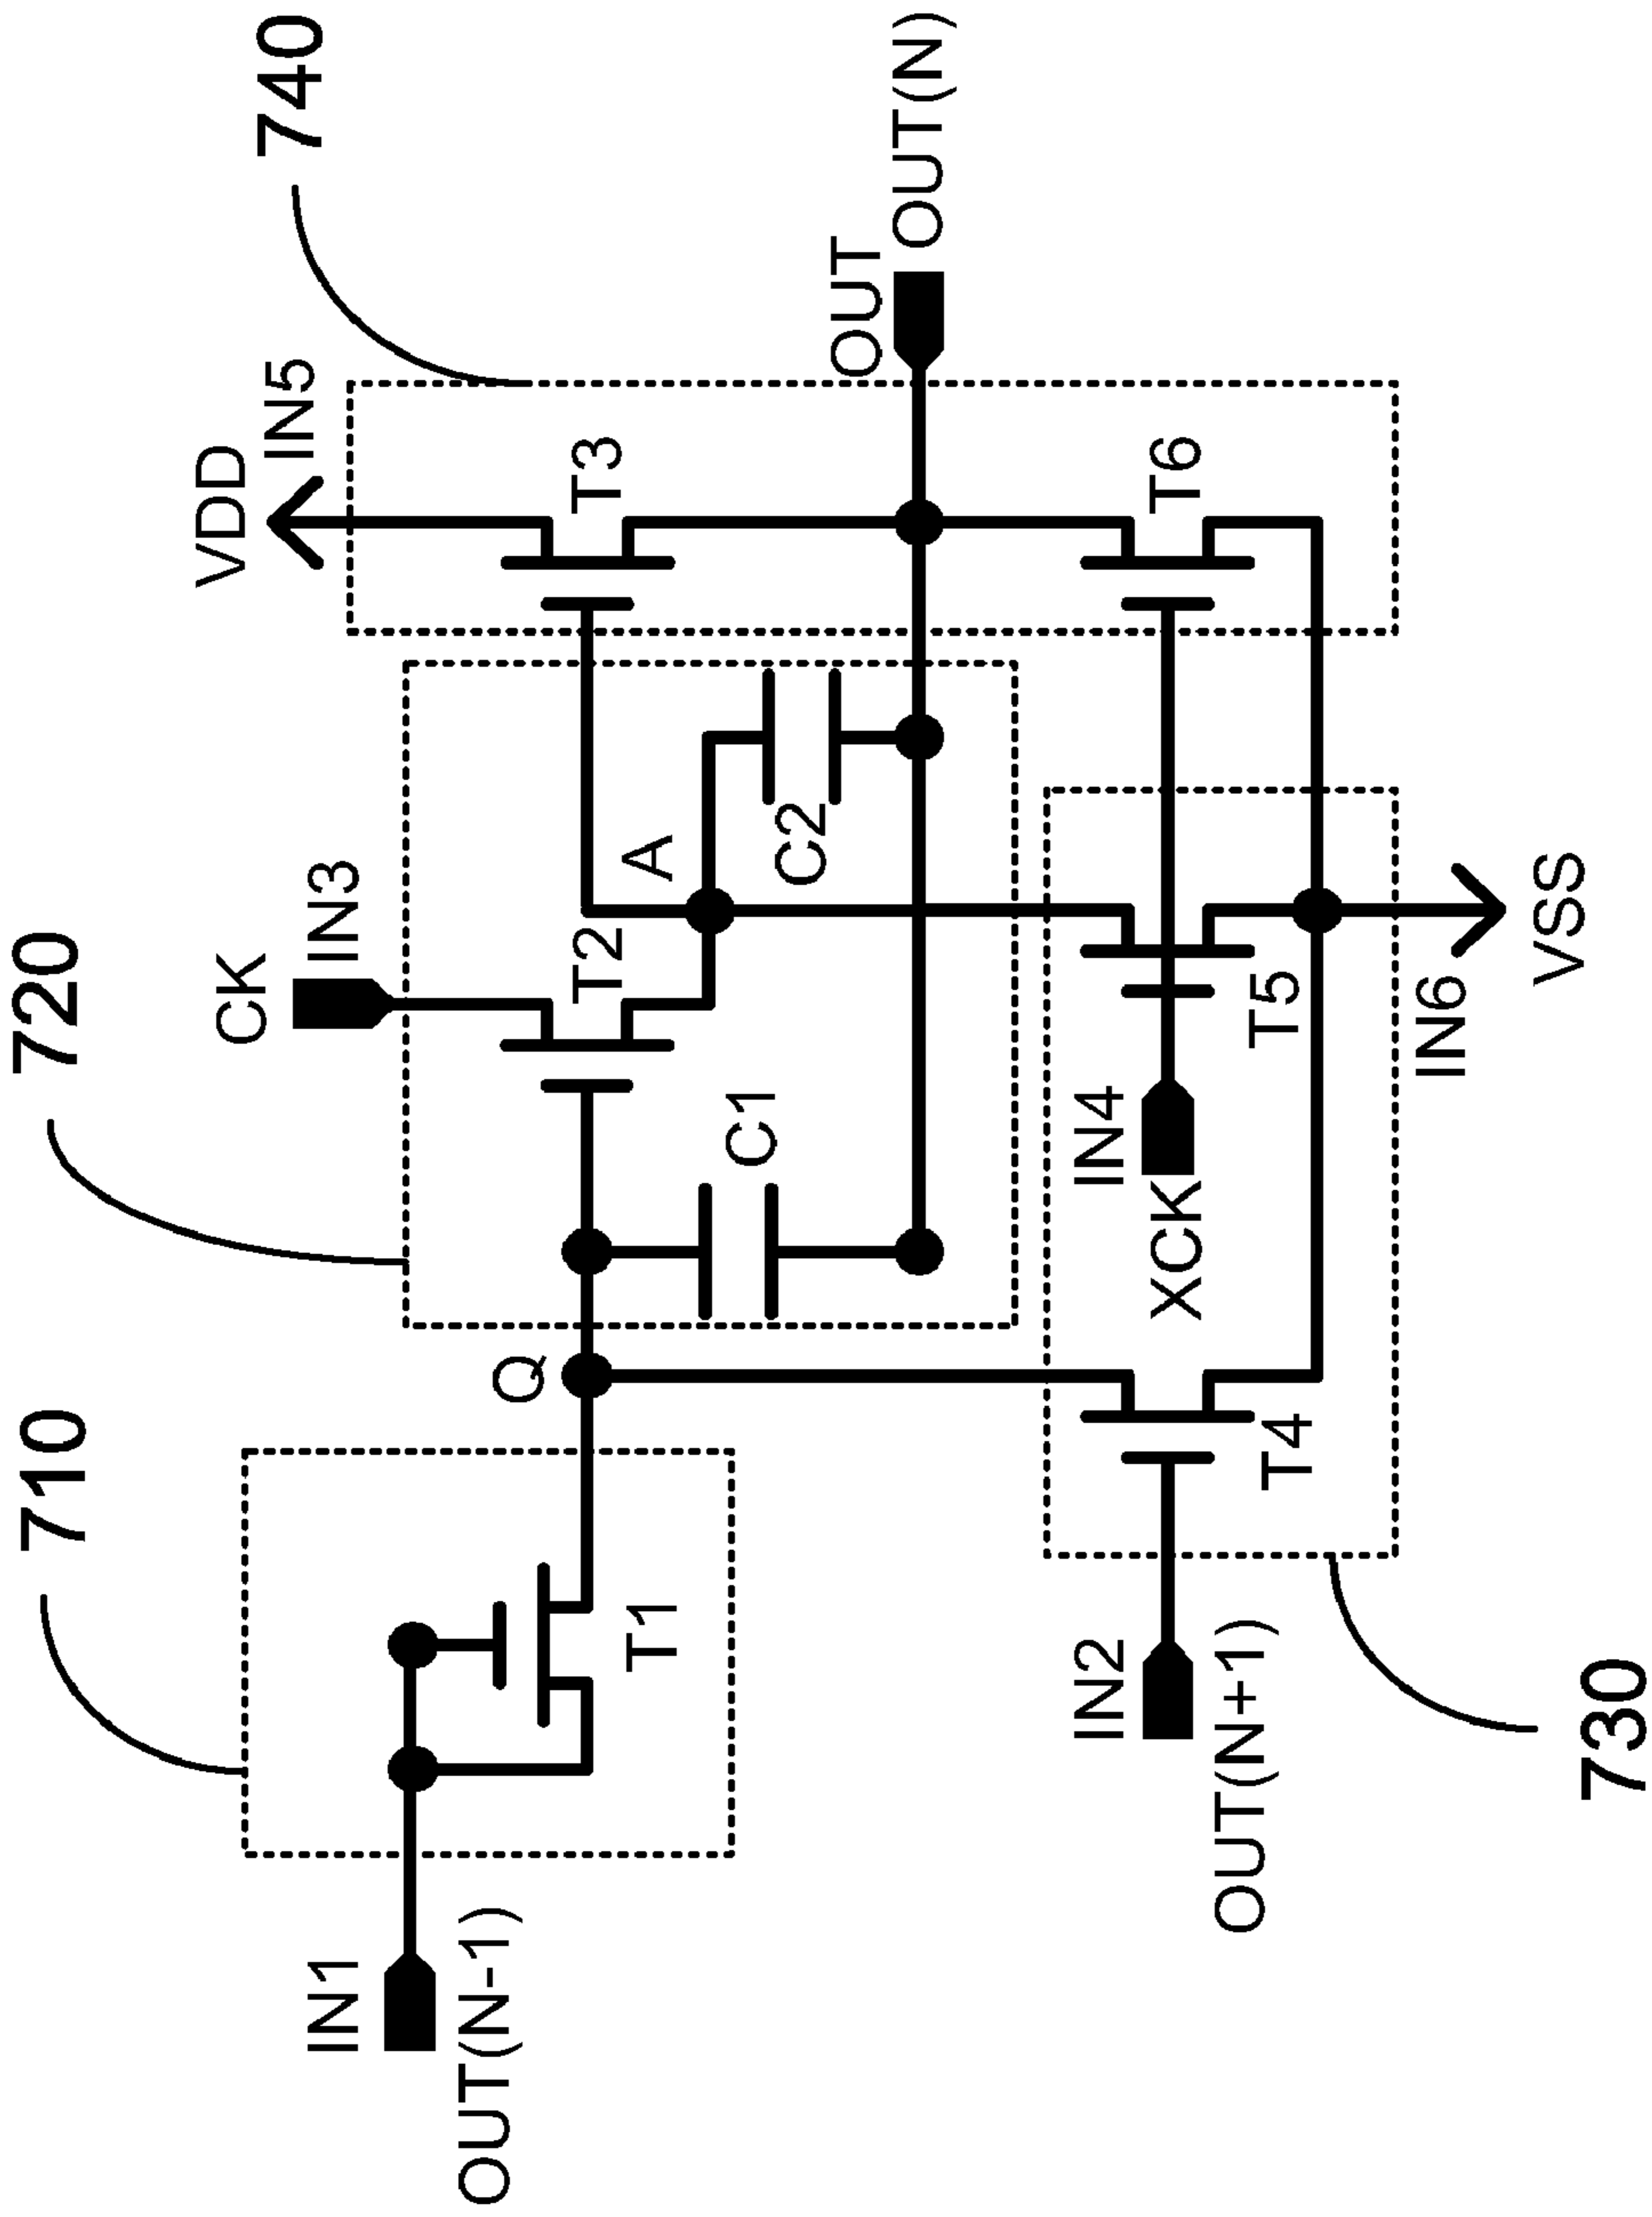 710
720
VDD
CK
740
IN1
IN3
IN5
OUT(N-1)
Q
T2
T3
T1
A
C1
C2
OUT
OUT(N)
IN2
IN4
XCK
T6
OUT(N+1)
T4
T5
IN6
VSS
730